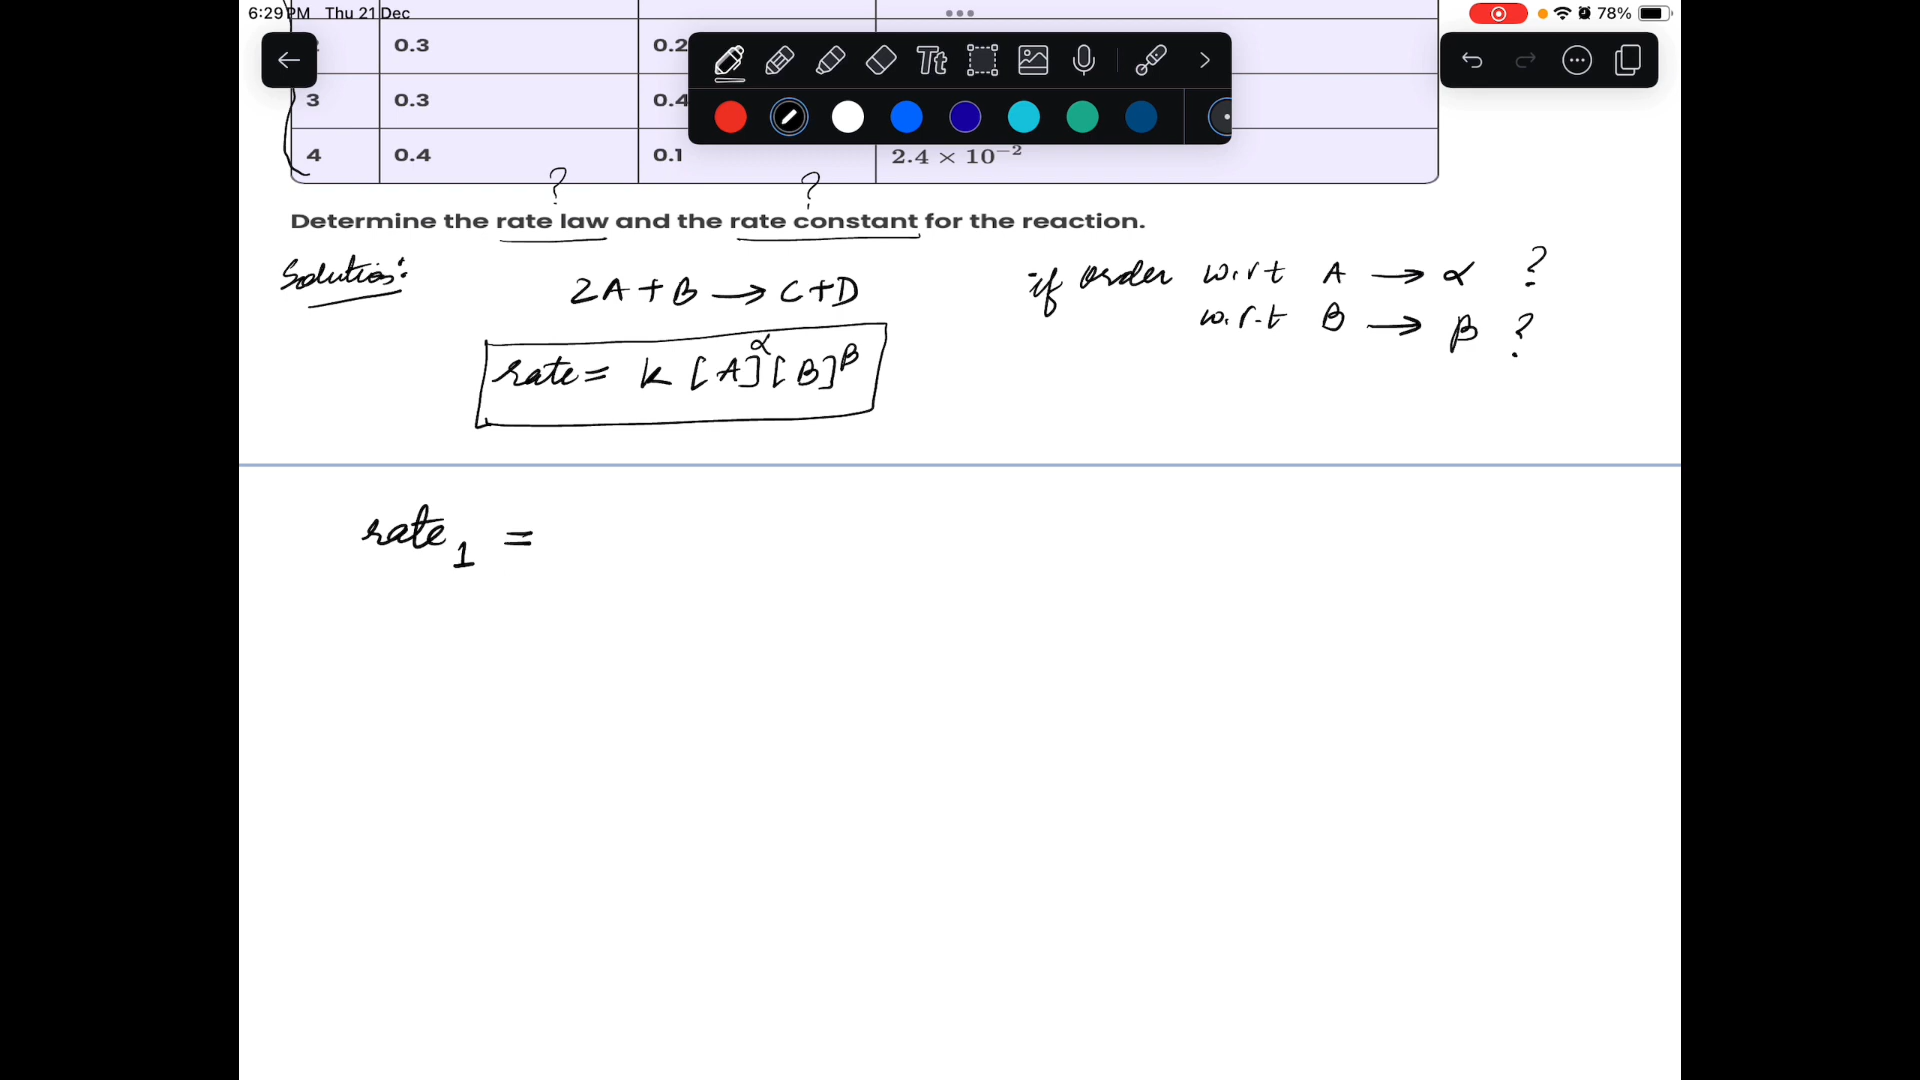 6:29 PM Thu 21 Dec 78%
0.3 0.2
3 0.3 0.4
4 0.4 0.1 2.4 × 10⁻²
? ?
Determine the rate law and the rate constant for the reaction.
Solution:
2A + B → C+D
if order w.r.t A → α ?
w.r.t B → β ?
rate = k [A]^α [B]^β
rate₁ =
Tt